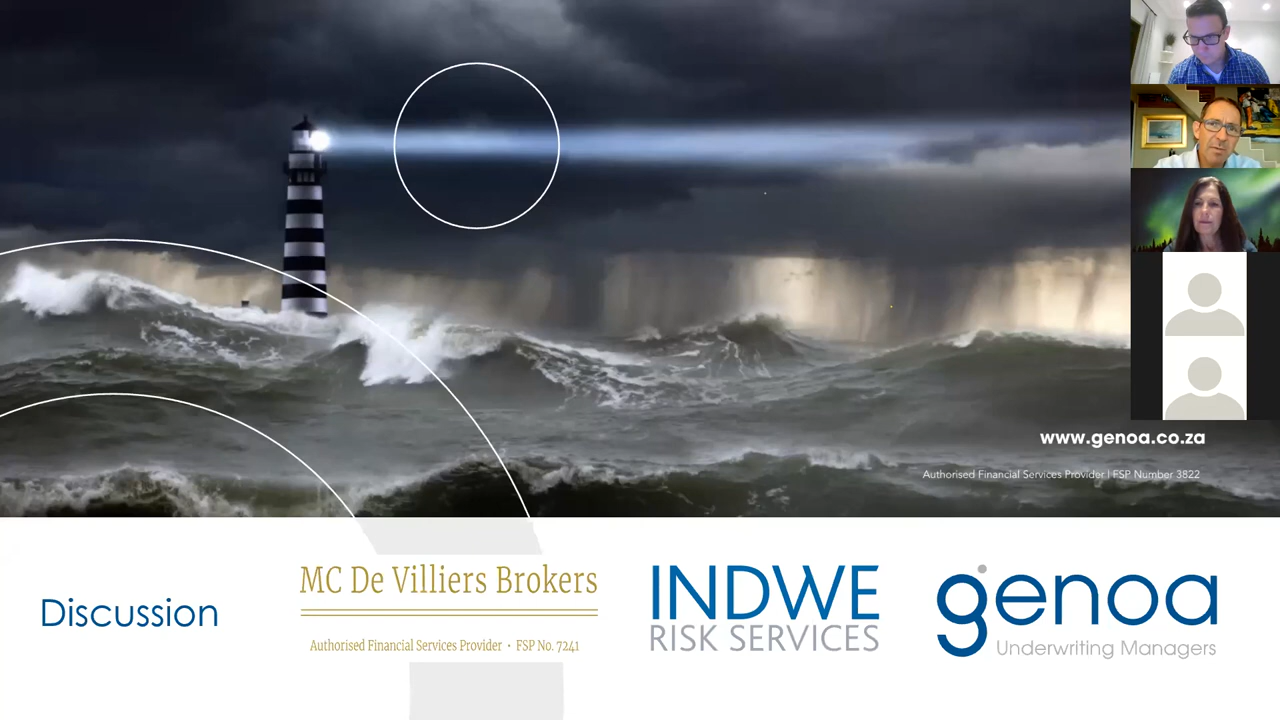 www.genoa.co.za
Authorised Financial Services Provider | FSP Number 3822
Discussion
MC De Villiers Brokers
Authorised Financial Services Provider • FSP No. 7241
INDWE
RISK SERVICES
genoa
Underwriting Managers